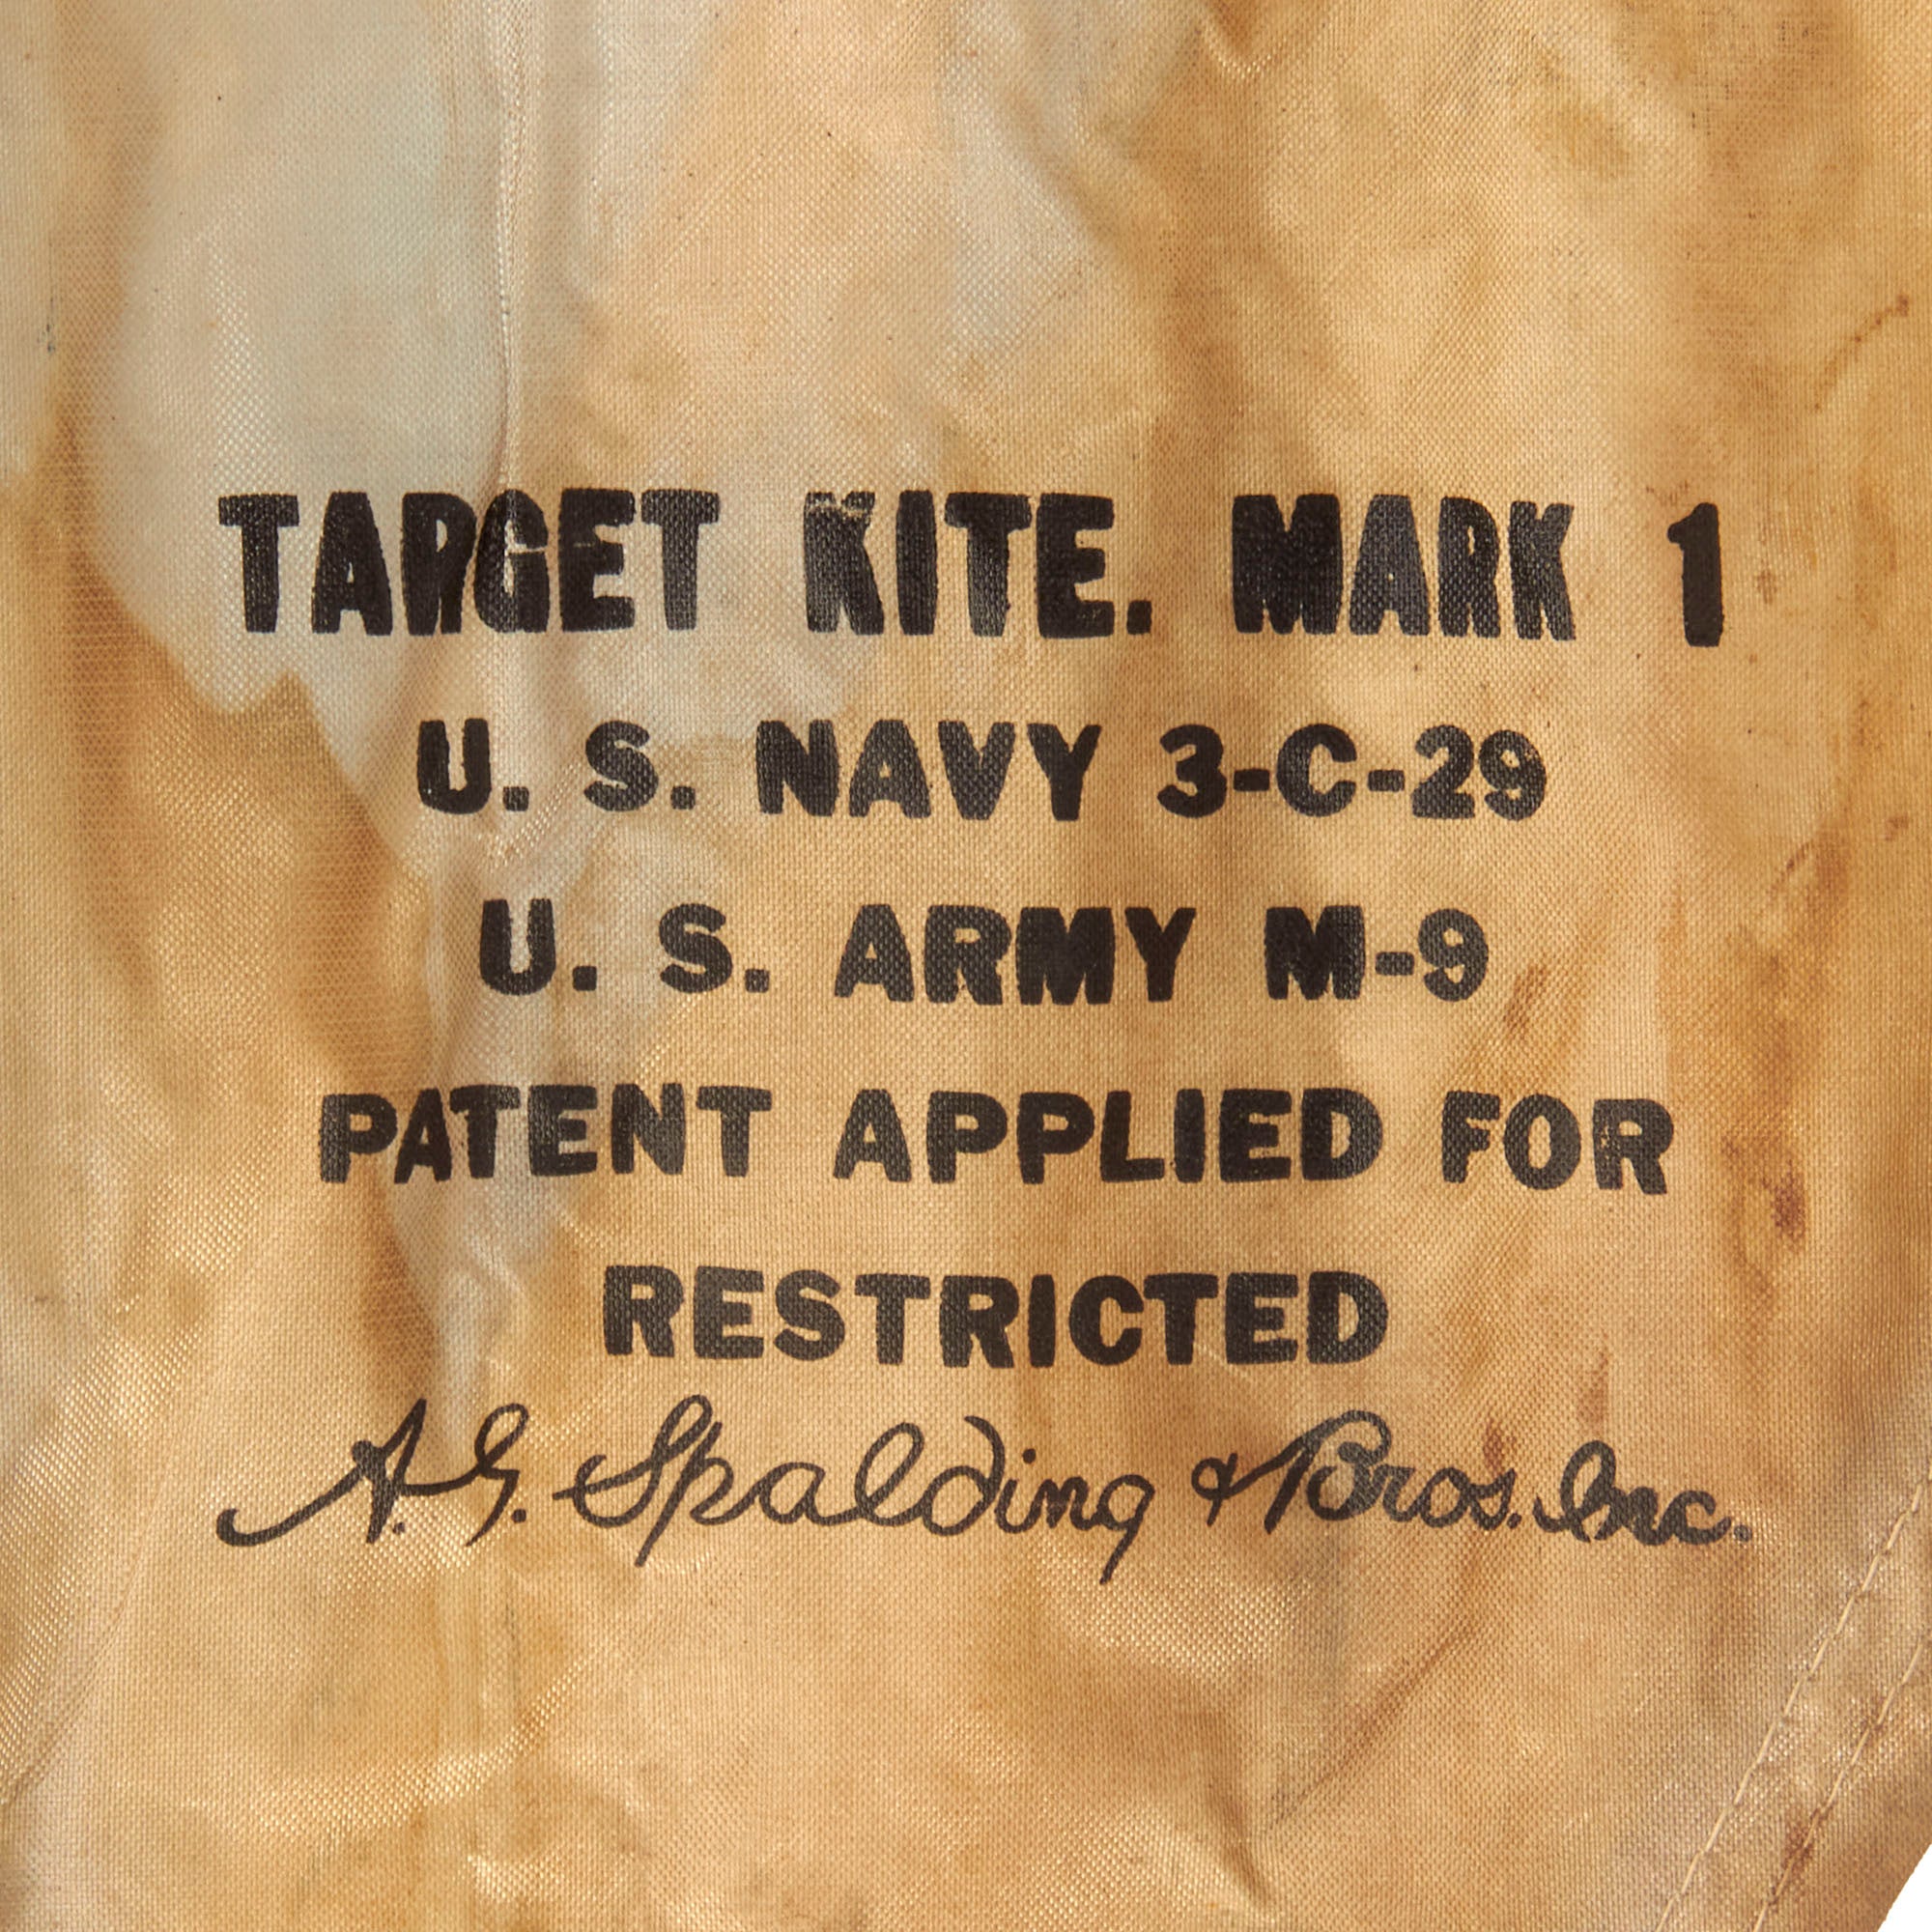 TARGET KITE. MARK 1
U. S. NAVY 3-C-29
U. S. ARMY M-9
PATENT APPLIED FOR
RESTRICTED
A.G. Spalding & Bros. Inc.